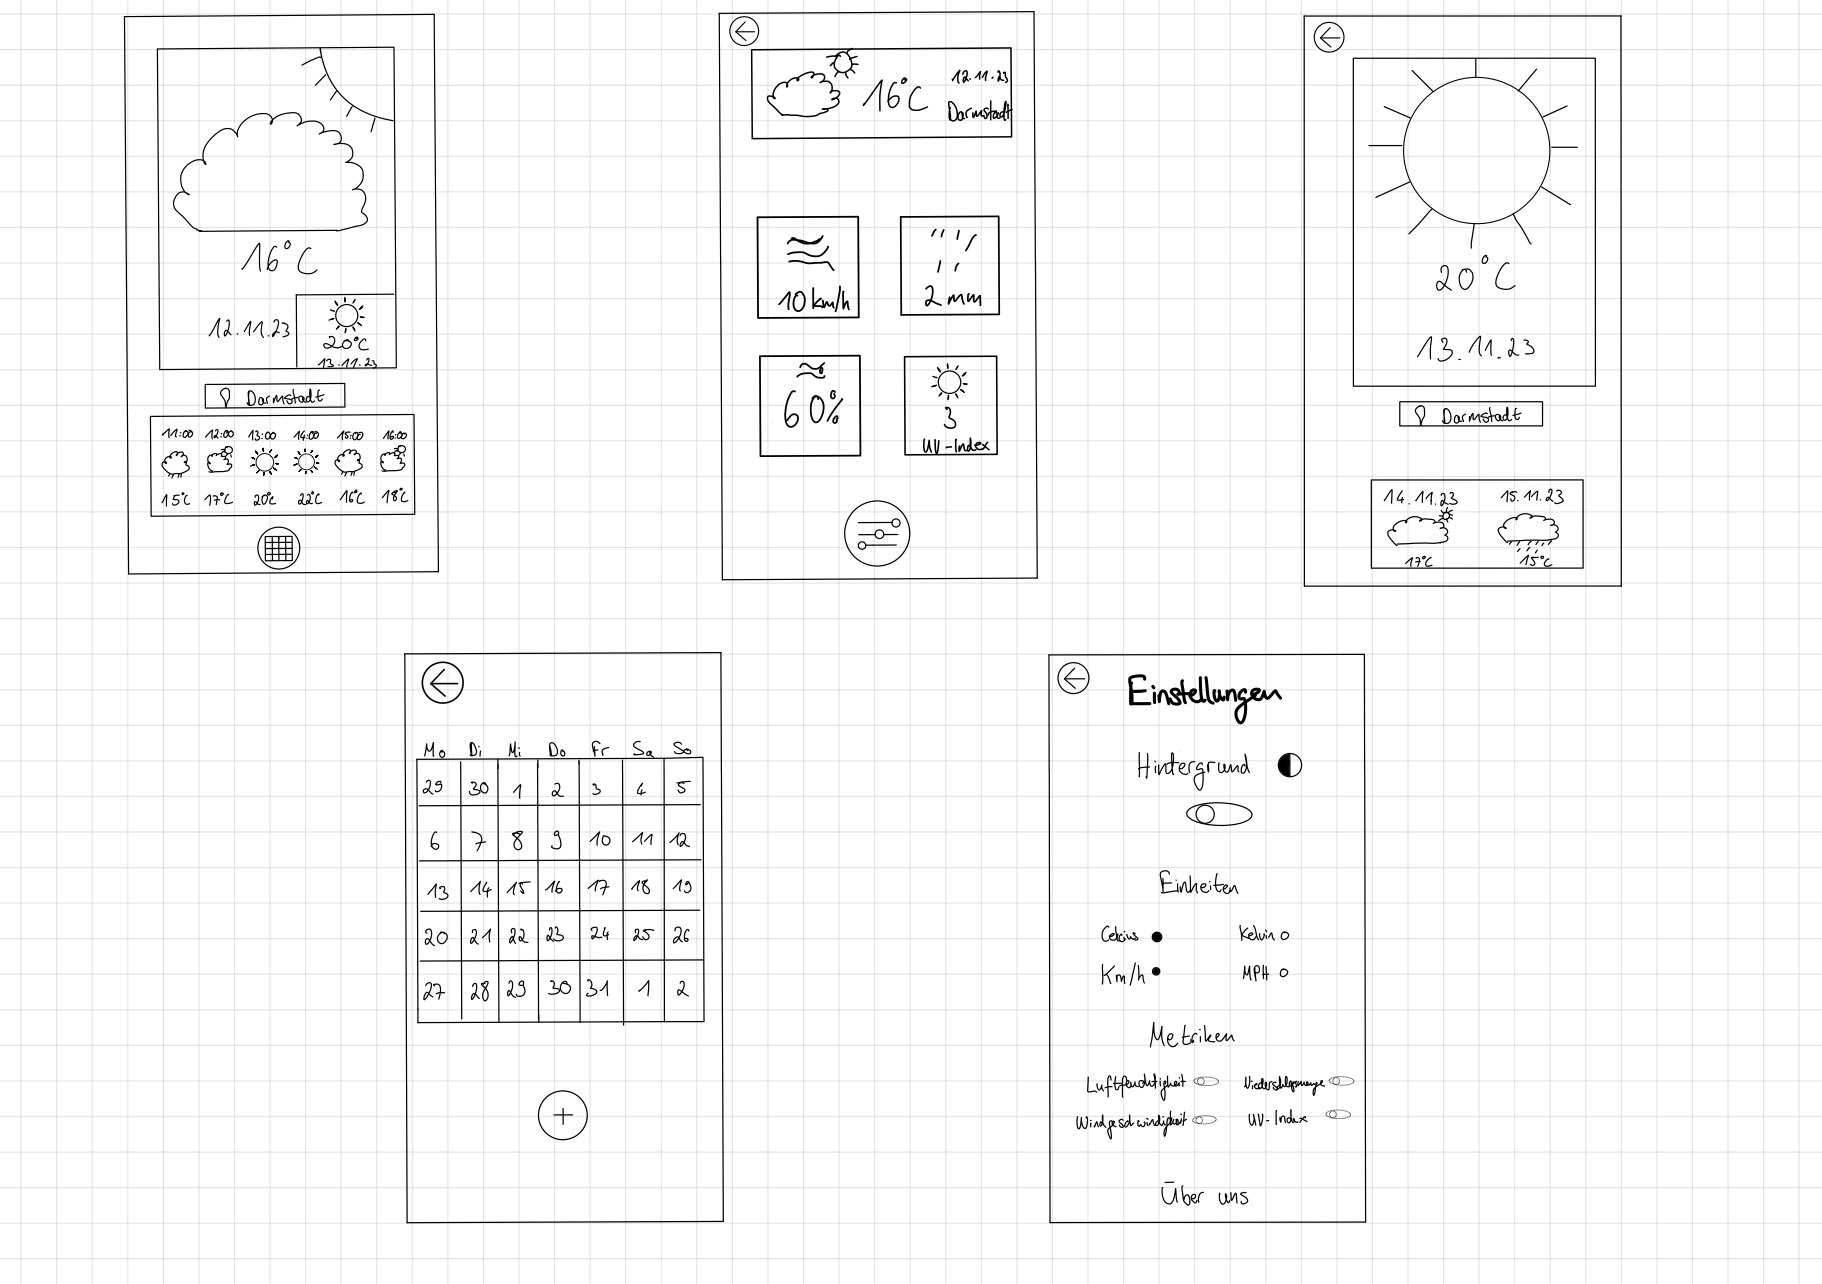 16°C
12.11.23
20°C
13.11.23
Darmstadt
11:00 12:00 13:00 14:00 15:00 16:00
15°C 17°C 20°C 22°C 16°C 18°C
16°C
12.11.23
Darmstadt
10 km/h
2 mm
60%
3
UV-Index
20°C
13.11.23
Darmstadt
14.11.23 15.11.23
17°C 15°C
Mo Di Mi Do Fr Sa So
29 30 1 2 3 4 5
6 7 8 9 10 11 12
13 14 15 16 17 18 19
20 21 22 23 24 25 26
27 28 29 30 31 1 2
Einstellungen
Hintergrund
Einheiten
Celcius Kelvin
Km/h MPH
Metriken
Luftfeuchtigkeit Niederschlagsmenge
Windgeschwindigkeit UV-Index
Über uns